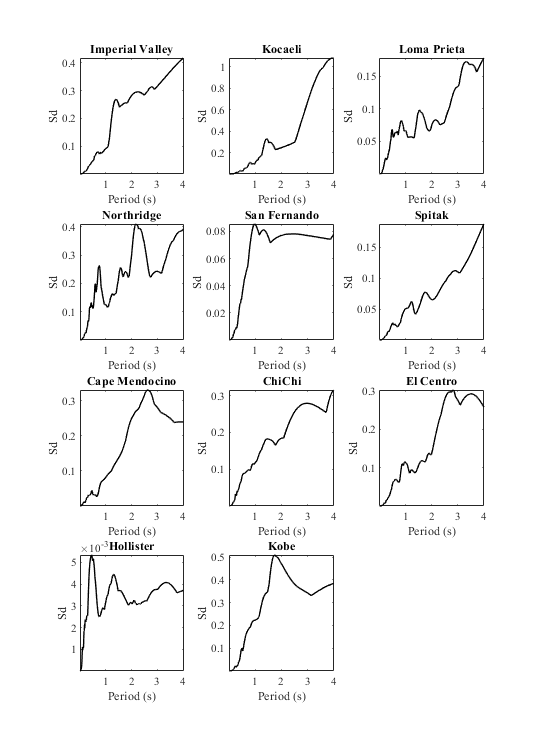 Imperial Valley
0.4
0.3
0.2
0.1
Sd
1 2 3 4
Period (s)
Kocaeli
1
0.8
0.6
0.4
0.2
Sd
1 2 3 4
Period (s)
Loma Prieta
0.15
0.1
0.05
Sd
1 2 3 4
Period (s)
Northridge
0.4
0.3
0.2
0.1
Sd
1 2 3 4
Period (s)
San Fernando
0.08
0.06
0.04
0.02
Sd
1 2 3 4
Period (s)
Spitak
0.15
0.1
0.05
Sd
1 2 3 4
Period (s)
Cape Mendocino
0.3
0.2
0.1
Sd
1 2 3 4
Period (s)
ChiChi
0.3
0.2
0.1
Sd
1 2 3 4
Period (s)
El Centro
0.3
0.2
0.1
Sd
1 2 3 4
Period (s)
×10⁻³ Hollister
5
4
3
2
1
Sd
1 2 3 4
Period (s)
Kobe
0.5
0.4
0.3
0.2
0.1
Sd
1 2 3 4
Period (s)